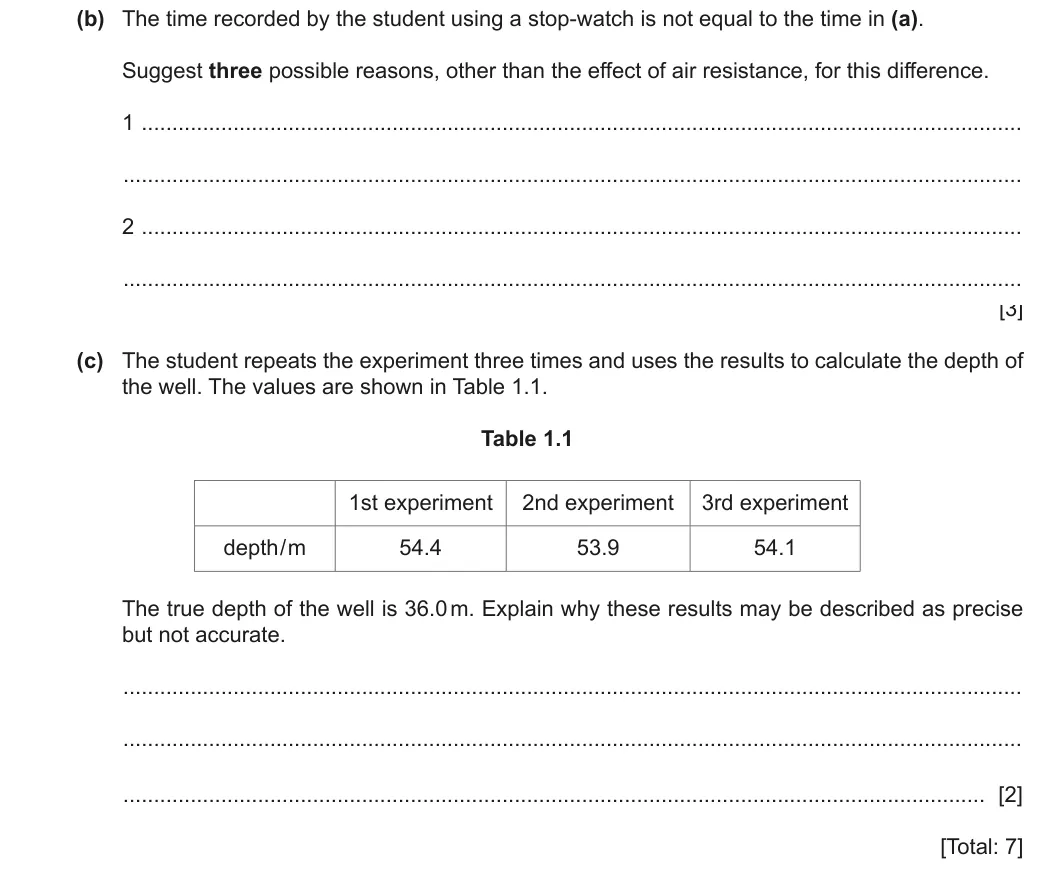 (b) The time recorded by the student using a stop-watch is not equal to the time in (a).
Suggest three possible reasons, other than the effect of air resistance, for this difference.
1 ..........................................................................................................................................
..........................................................................................................................................
2 ..........................................................................................................................................
..........................................................................................................................................
[3]
(c) The student repeats the experiment three times and uses the results to calculate the depth of
the well. The values are shown in Table 1.1.
Table 1.1
1st experiment 2nd experiment 3rd experiment
depth/m 54.4 53.9 54.1
The true depth of the well is 36.0 m. Explain why these results may be described as precise
but not accurate.
..........................................................................................................................................
..........................................................................................................................................
.......................................................................................................................................... [2]
[Total: 7]